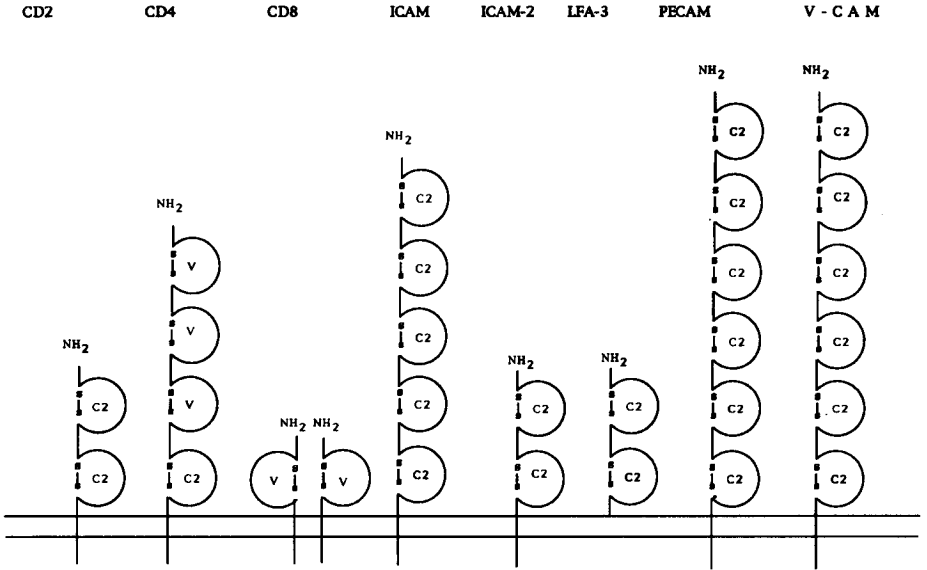 CD2 CD4 CD8 ICAM ICAM-2 LFA-3 PECAM V - C A M
NH2 NH2
C2 C2
NH2
C2 C2 C2
NH2
V C2 C2 C2
V C2 C2 C2
NH2 NH2 NH2
C2 V C2 C2 C2 C2 C2
NH2 NH2
C2 C2 V V C2 C2 C2 C2 C2